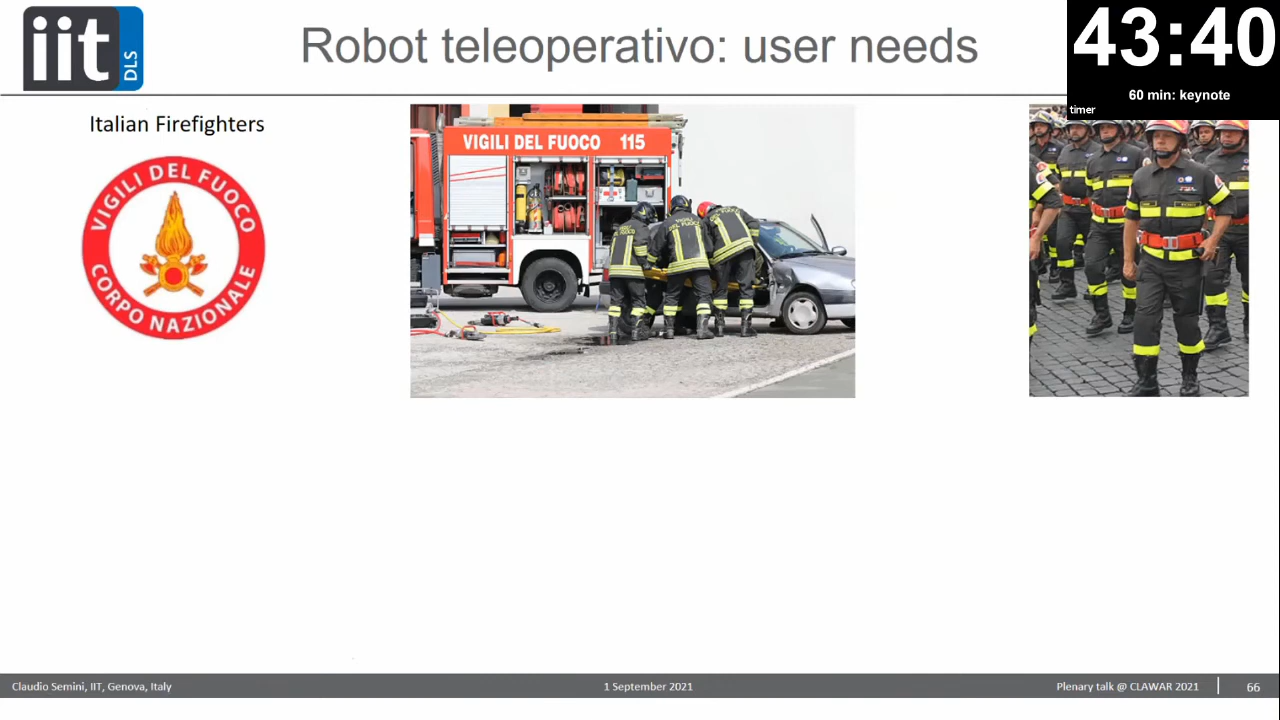 iit
DLS
Robot teleoperativo: user needs
43:40
60 min: keynote
timer
Italian Firefighters
VIGILI DEL FUOCO
CORPO NAZIONALE
VIGILI DEL FUOCO 115
Claudio Semini, IIT, Genova, Italy
1 September 2021
Plenary talk @ CLAWAR 2021
66